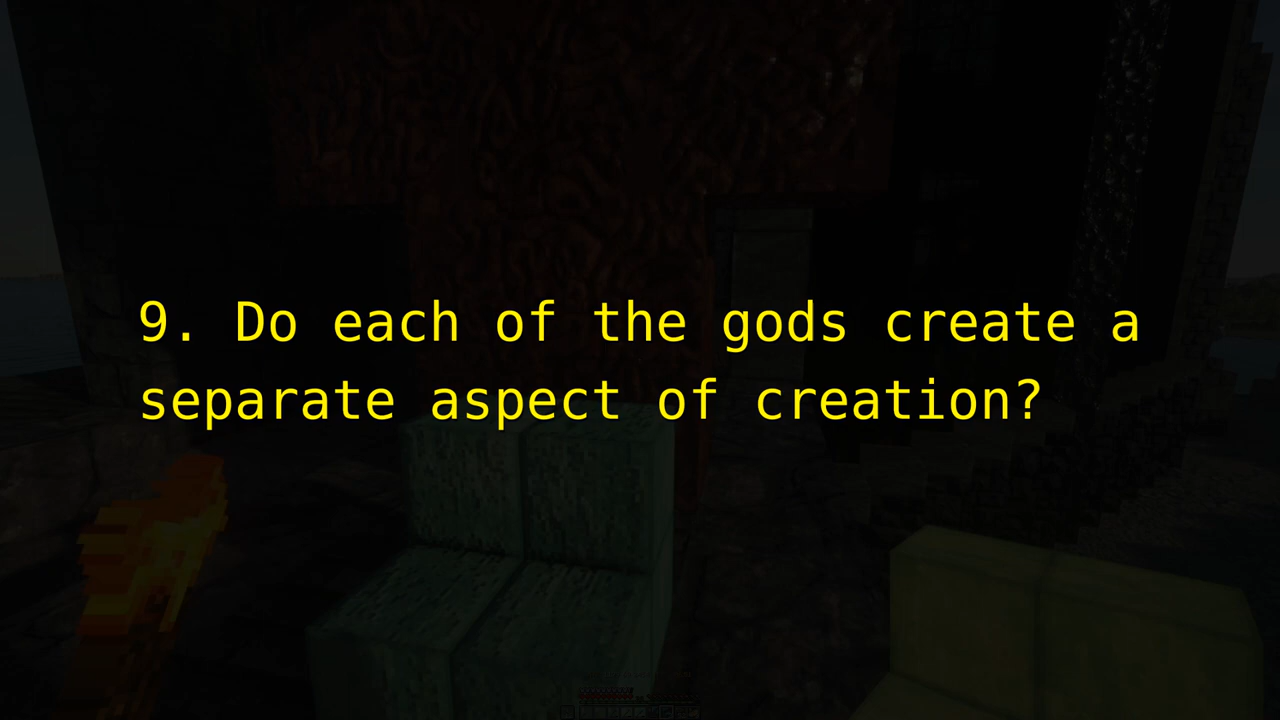 9. Do each of the gods create a
separate aspect of creation?